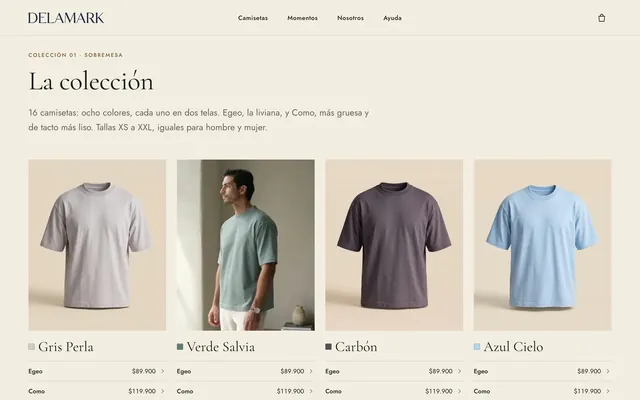 DELAMARK
Camisetas Momentos Nosotros Ayuda
COLECCIÓN 01 · SOBREMESA
La colección
16 camisetas: ocho colores, cada uno en dos telas. Egeo, la liviana, y Como, más gruesa y
de tacto más liso. Tallas XS a XXL, iguales para hombre y mujer.
Gris Perla
Egeo $89.900
Como $119.900
Verde Salvia
Egeo $89.900
Como $119.900
Carbón
Egeo $89.900
Como $119.900
Azul Cielo
Egeo $89.900
Como $119.900